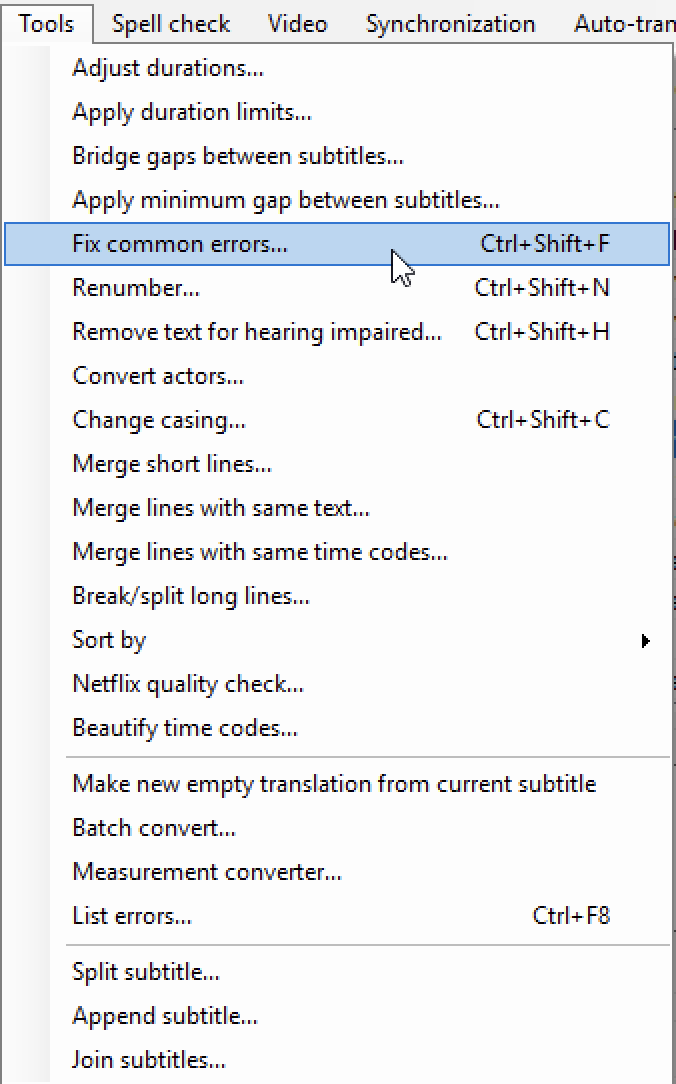 Tools Spell check Video Synchronization Auto-tran
Adjust durations...
Apply duration limits...
Bridge gaps between subtitles...
Apply minimum gap between subtitles...
Fix common errors... Ctrl+Shift+F
Renumber... Ctrl+Shift+N
Remove text for hearing impaired... Ctrl+Shift+H
Convert actors...
Change casing... Ctrl+Shift+C
Merge short lines...
Merge lines with same text...
Merge lines with same time codes...
Break/split long lines...
Sort by
Netflix quality check...
Beautify time codes...
Make new empty translation from current subtitle
Batch convert...
Measurement converter...
List errors... Ctrl+F8
Split subtitle...
Append subtitle...
Join subtitles...